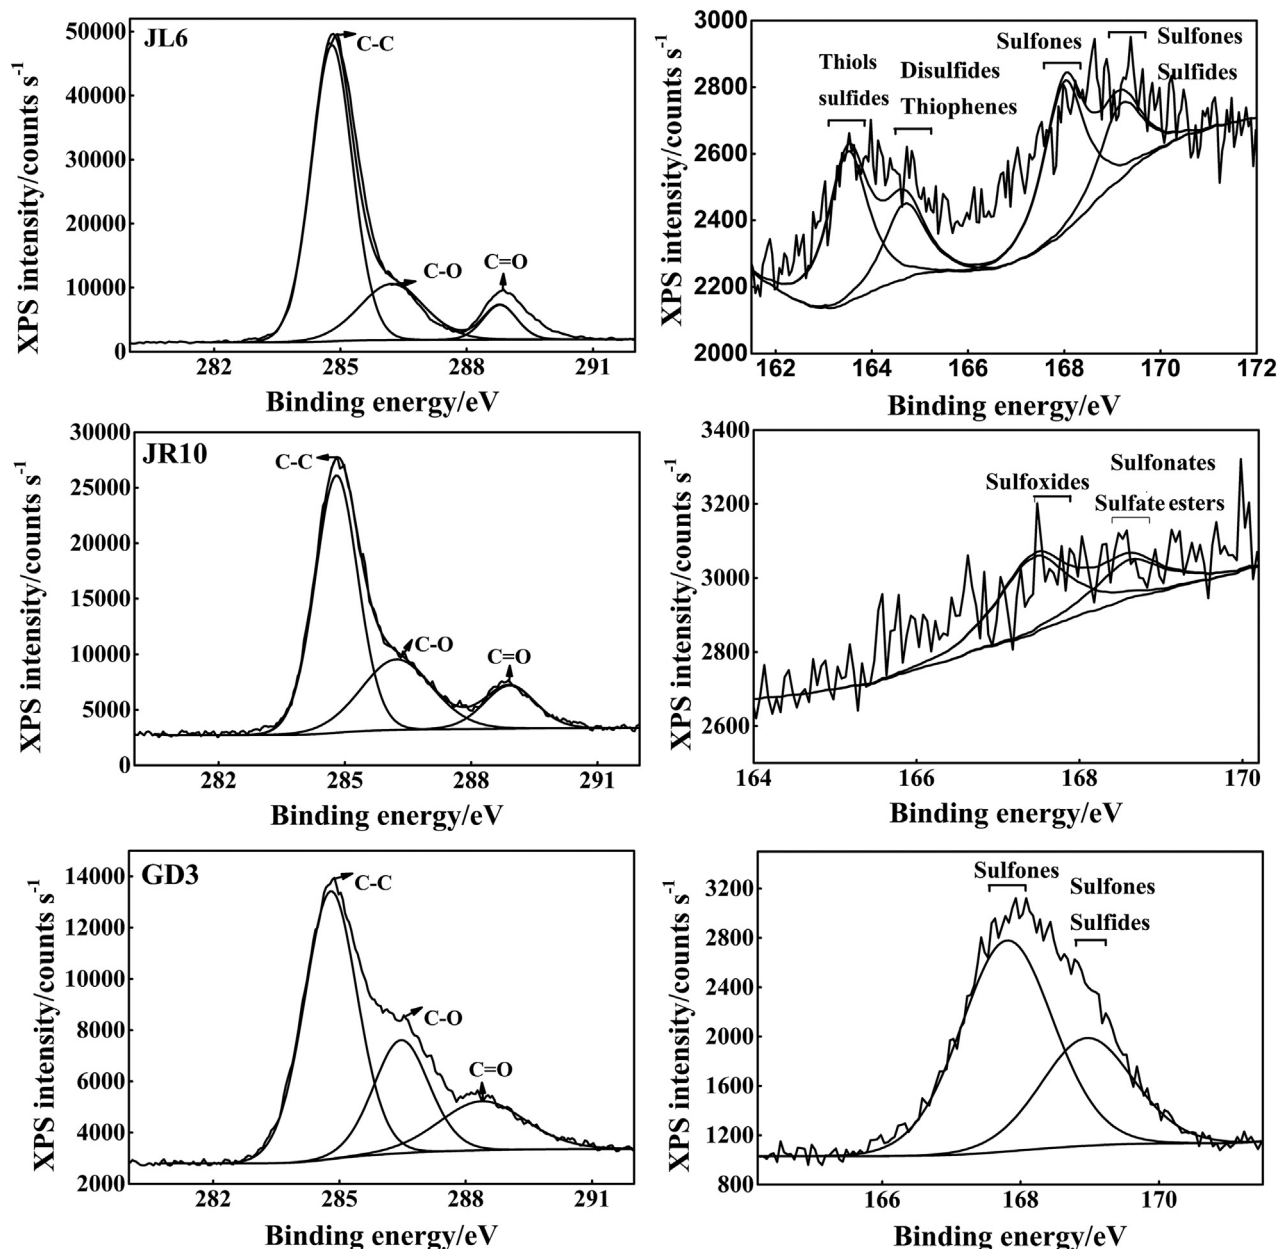 JL6
C-C
C-O
C=O
50000
40000
30000
20000
10000
0
282 285 288 291
XPS intensity/counts s-1
Binding energy/eV
Thiols
sulfides
Disulfides
Thiophenes
Sulfones
Sulfones
Sulfides
3000
2800
2600
2400
2200
2000
162 164 166 168 170 172
XPS intensity/counts s-1
Binding energy/eV
JR10
C-C
C-O
C=O
30000
25000
20000
15000
10000
5000
0
282 285 288 291
XPS intensity/counts s-1
Binding energy/eV
Sulfoxides
Sulfonates
Sulfate esters
3400
3200
3000
2800
2600
164 166 168 170
XPS intensity/counts s-1
Binding energy/eV
GD3
C-C
C-O
C=O
14000
12000
10000
8000
6000
4000
2000
282 285 288 291
XPS intensity/counts s-1
Binding energy/eV
Sulfones
Sulfones
Sulfides
3200
2800
2400
2000
1600
1200
800
166 168 170
XPS intensity/counts s-1
Binding energy/eV